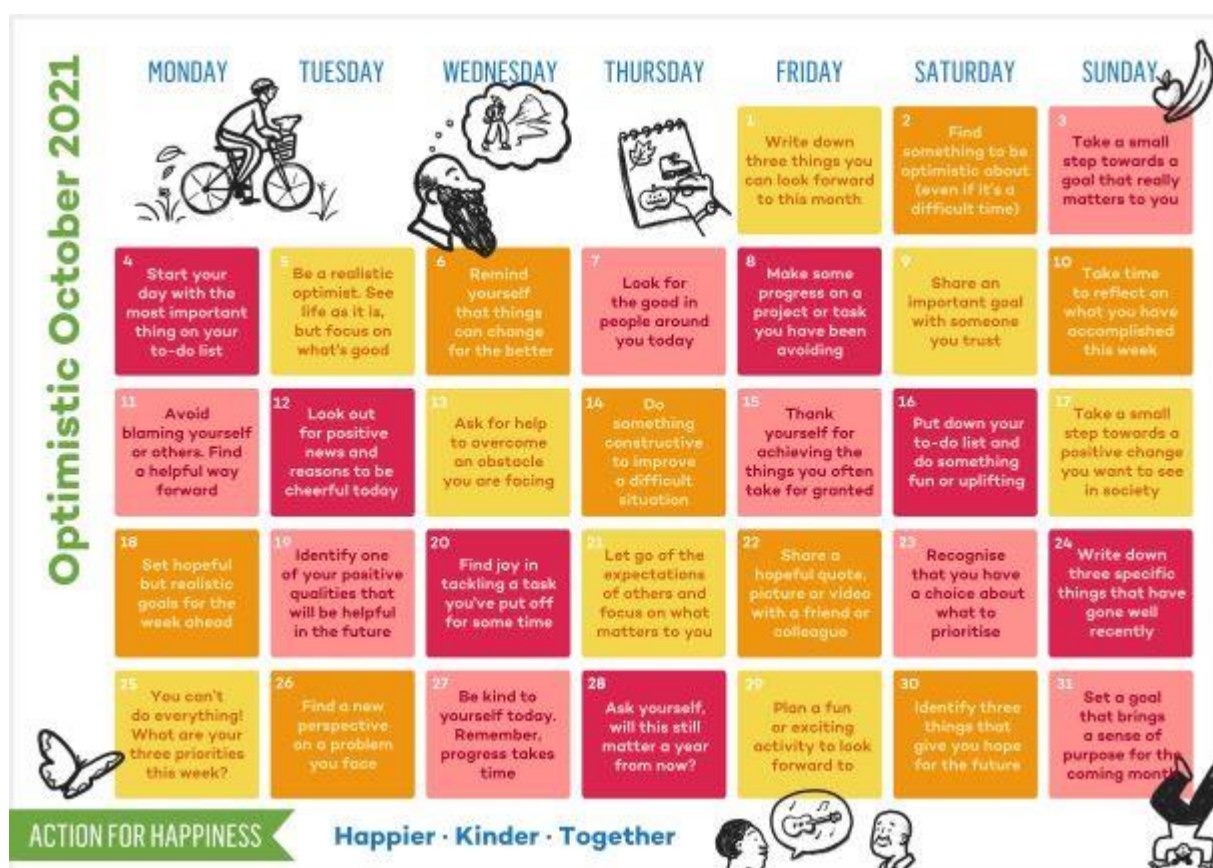 Optimistic October 2021
MONDAY TUESDAY WEDNESDAY THURSDAY FRIDAY SATURDAY SUNDAY
1
Write down
three things you
can look forward
to this month
2
Find
something to be
optimistic about
(even if it's a
difficult time)
3
Take a small
step towards a
goal that really
matters to you
4
Start your
day with the
most important
thing on your
to-do list
5
Be a realistic
optimist. See
life as it is,
but focus on
what's good
6
Remind
yourself
that things
can change
for the better
7
Look for
the good in
people around
you today
8
Make some
progress on a
project or task
you have been
avoiding
9
Share an
important goal
with someone
you trust
10
Take time
to reflect on
what you have
accomplished
this week
11
Avoid
blaming yourself
or others. Find
a helpful way
forward
12
Look out
for positive
news and
reasons to be
cheerful today
13
Ask for help
to overcome
an obstacle
you are facing
14
Do
something
constructive
to improve
a difficult
situation
15
Thank
yourself for
achieving the
things you often
take for granted
16
Put down your
to-do list and
do something
fun or uplifting
17
Take a small
step towards a
positive change
you want to see
in society
18
Set hopeful
but realistic
goals for the
week ahead
19
Identify one
of your positive
qualities that
will be helpful
in the future
20
Find joy in
tackling a task
you've put off
for some time
21
Let go of the
expectations
of others and
focus on what
matters to you
22
Share a
hopeful quote,
picture or video
with a friend or
colleague
23
Recognise
that you have
a choice about
what to
prioritise
24
Write down
three specific
things that have
gone well
recently
25
You can't
do everything!
What are your
three priorities
this week?
26
Find a new
perspective
on a problem
you face
27
Be kind to
yourself today.
Remember,
progress takes
time
28
Ask yourself,
will this still
matter a year
from now?
29
Plan a fun
or exciting
activity to look
forward to
30
Identify three
things that
give you hope
for the future
31
Set a goal
that brings
a sense of
purpose for the
coming month
ACTION FOR HAPPINESS
Happier · Kinder · Together